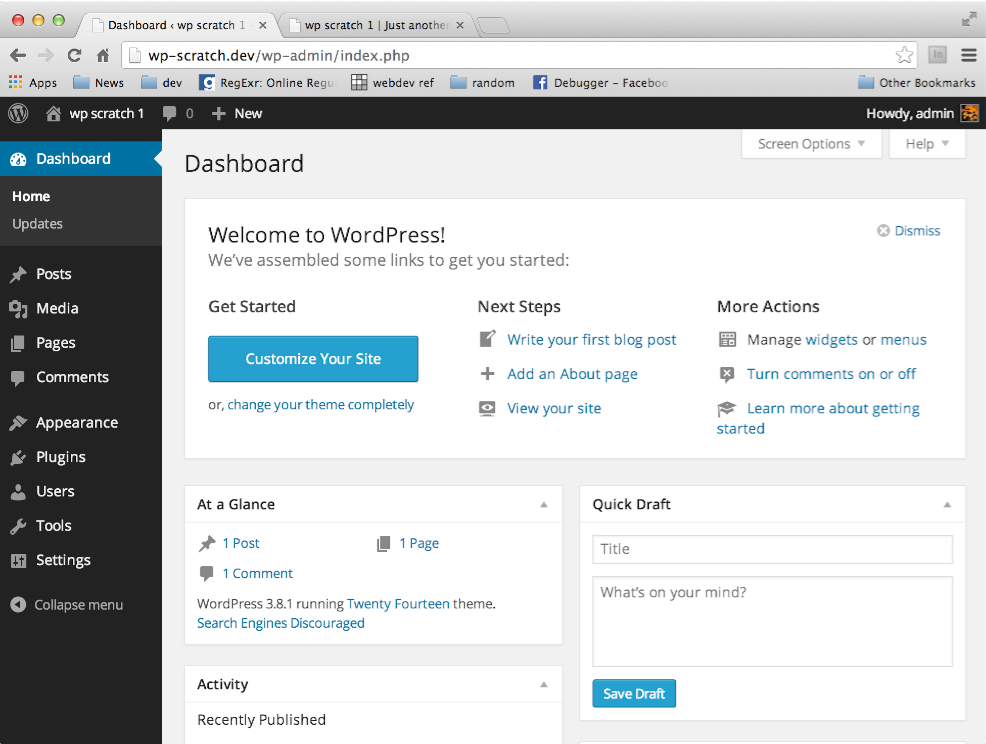 Dashboard ‹ wp scratch 1
wp scratch 1 | Just another
wp-scratch.dev/wp-admin/index.php
Apps News dev RegExr: Online Regu webdev ref random Debugger – Facebo Other Bookmarks
wp scratch 1 0 New Howdy, admin
Screen Options Help
Dashboard
Home
Updates
Posts
Media
Pages
Comments
Appearance
Plugins
Users
Tools
Settings
Collapse menu
Dashboard
Welcome to WordPress!
Dismiss
We've assembled some links to get you started:
Get Started
Customize Your Site
or, change your theme completely
Next Steps
Write your first blog post
Add an About page
View your site
More Actions
Manage widgets or menus
Turn comments on or off
Learn more about getting
started
At a Glance
1 Post 1 Page
1 Comment
WordPress 3.8.1 running Twenty Fourteen theme.
Search Engines Discouraged
Activity
Recently Published
Quick Draft
Title
What's on your mind?
Save Draft